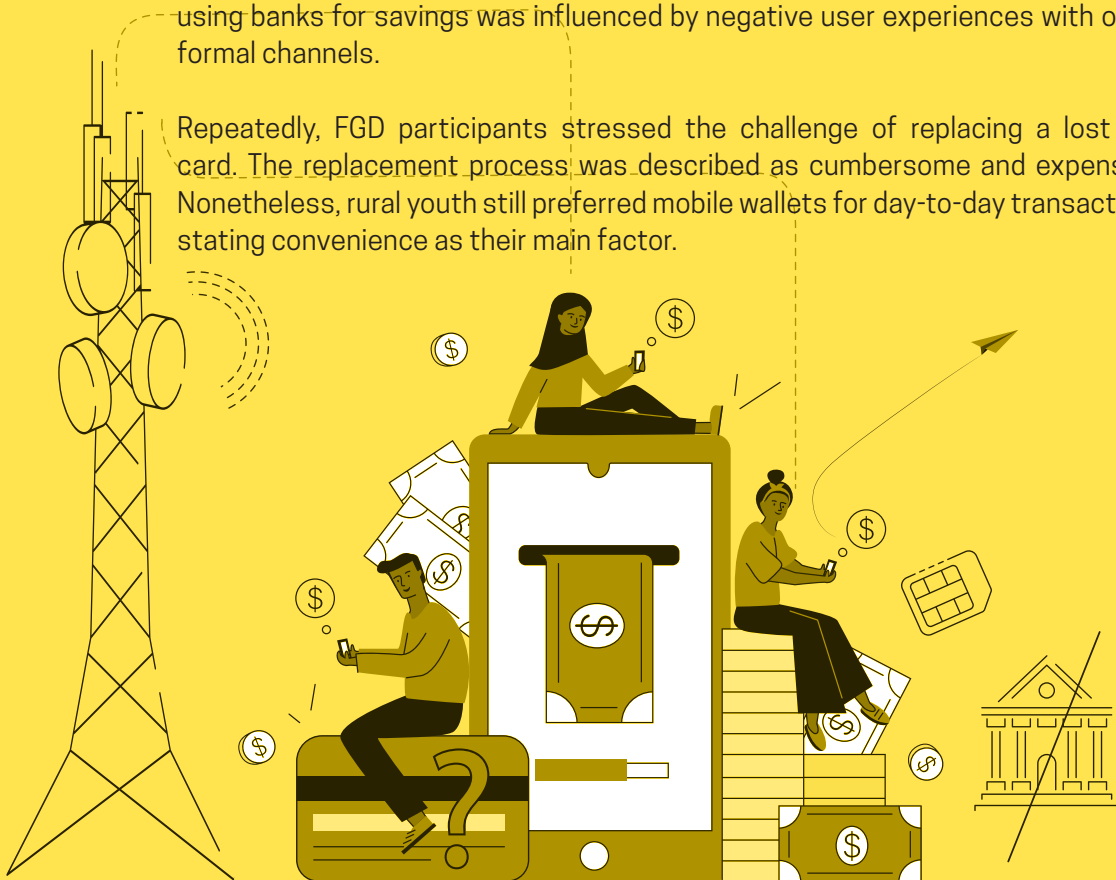 using banks for savings was influenced by negative user experiences with o
formal channels.
Repeatedly, FGD participants stressed the challenge of replacing a lost
card. The replacement process was described as cumbersome and expens
Nonetheless, rural youth still preferred mobile wallets for day-to-day transact
stating convenience as their main factor.
$
$
$
$
$
$
$
$
$
$
$
$
?
$